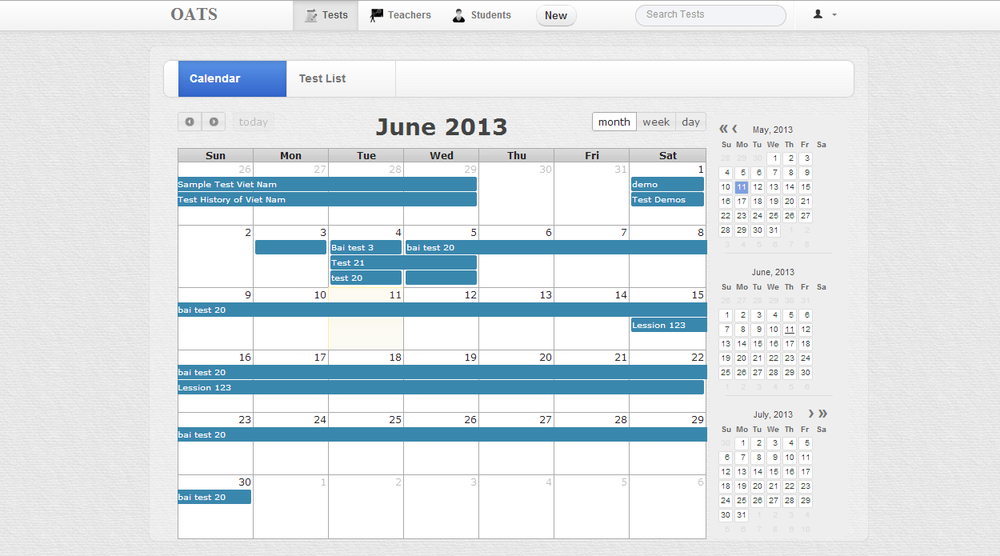 OATS Tests Teachers Students New Search Tests
Calendar Test List
today June 2013 month week day
Sun Mon Tue Wed Thu Fri Sat
26 27 28 29 30 31 1
Sample Test Viet Nam demo
Test History of Viet Nam Test Demos
2 3 4 5 6 7 8
Bai test 3 bai test 20
Test 21
test 20
9 10 11 12 13 14 15
bai test 20
Lession 123
16 17 18 19 20 21 22
bai test 20
Lession 123
23 24 25 26 27 28 29
bai test 20
30 1 2 3 4 5 6
bai test 20
« ‹ May, 2013
Su Mo Tu We Th Fr Sa
28 29 30 1 2 3
4 5 6 7 8 9
10 11 12 13 14 15
16 17 18 19 20 21
22 23 24 25 26 27
28 29 30 31 1 2
3 4 5 6 7 8
June, 2013
Su Mo Tu We Th Fr Sa
26 27 28 29 30 31
1 2 3 4 5 6
7 8 9 10 11 12
13 14 15 16 17 18
19 20 21 22 23 24
25 26 27 28 29 30
1 2 3 4 5 6
July, 2013 › »
Su Mo Tu We Th Fr Sa
30 1 2 3 4 5
6 7 8 9 10 11
12 13 14 15 16 17
18 19 20 21 22 23
24 25 26 27 28 29
30 31 1 2 3 4
5 6 7 8 9 10